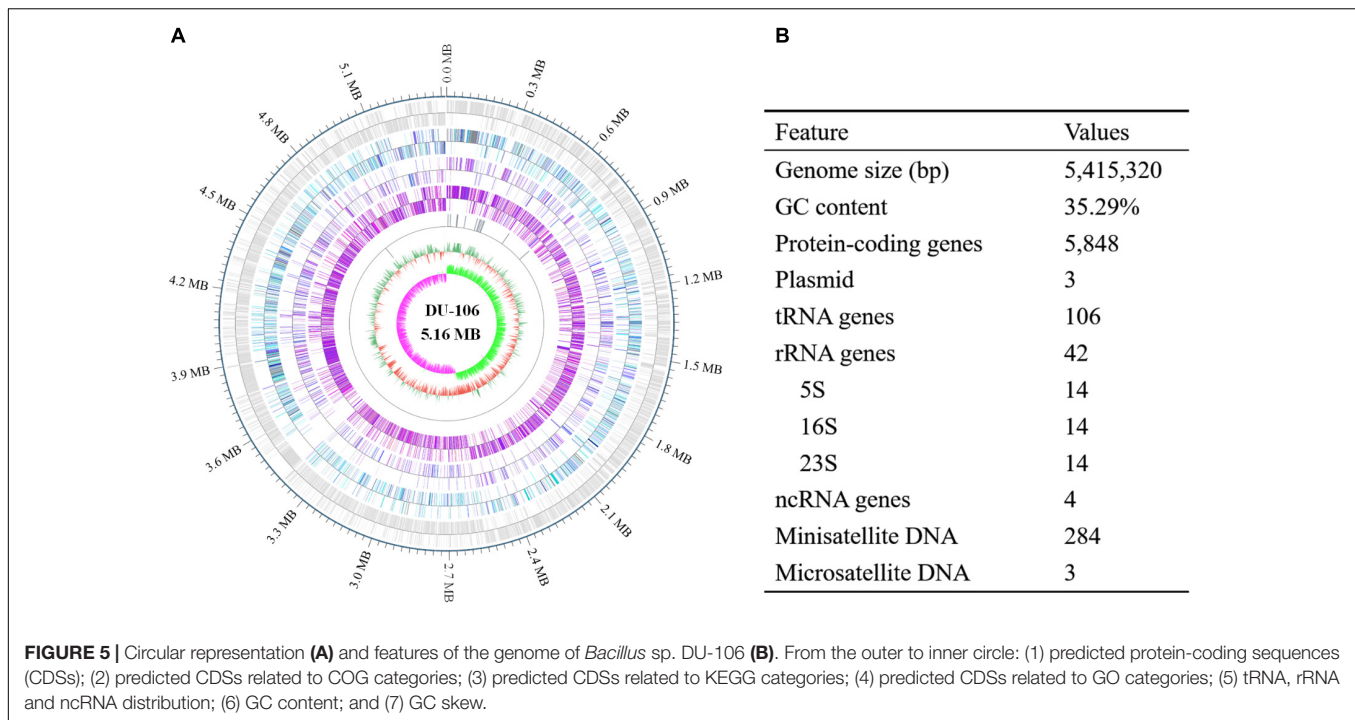 A
B
0.0 MB
0.3 MB
0.6 MB
0.9 MB
1.2 MB
1.5 MB
1.8 MB
2.1 MB
2.4 MB
2.7 MB
3.0 MB
3.3 MB
3.6 MB
3.9 MB
4.2 MB
4.5 MB
4.8 MB
5.1 MB
DU-106
5.16 MB
Feature Values
Genome size (bp) 5,415,320
GC content 35.29%
Protein-coding genes 5,848
Plasmid 3
tRNA genes 106
rRNA genes 42
5S 14
16S 14
23S 14
ncRNA genes 4
Minisatellite DNA 284
Microsatellite DNA 3
FIGURE 5 | Circular representation (A) and features of the genome of Bacillus sp. DU-106 (B). From the outer to inner circle: (1) predicted protein-coding sequences
(CDSs); (2) predicted CDSs related to COG categories; (3) predicted CDSs related to KEGG categories; (4) predicted CDSs related to GO categories; (5) tRNA, rRNA
and ncRNA distribution; (6) GC content; and (7) GC skew.